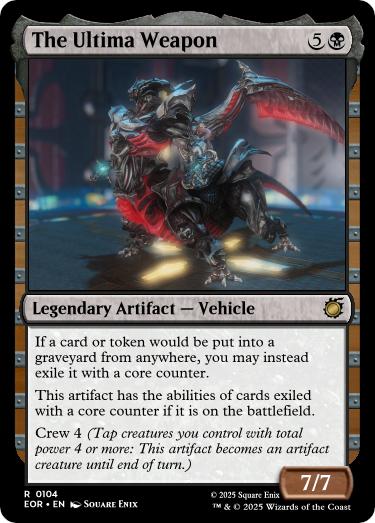 The Ultima Weapon 5
Legendary Artifact — Vehicle
If a card or token would be put into a
graveyard from anywhere, you may instead
exile it with a core counter.
This artifact has the abilities of cards exiled
with a core counter if it is on the battlefield.
Crew 4 (Tap creatures you control with total
power 4 or more: This artifact becomes an artifact
creature until end of turn.)
7/7
R 0104
EOR • EN SQUARE ENIX
© 2025 Square Enix
™ & © 2025 Wizards of the Coast